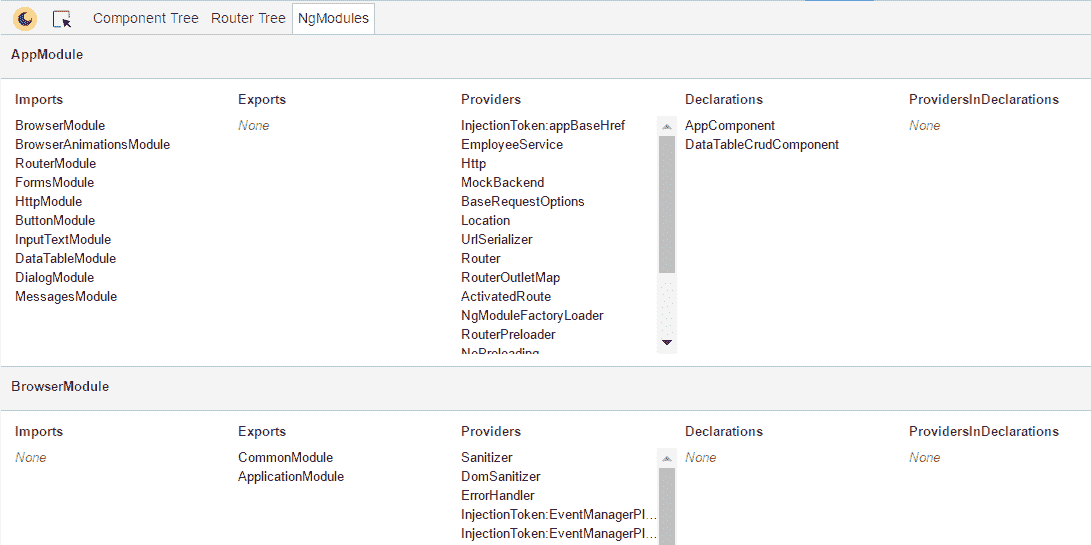 Component Tree Router Tree NgModules
AppModule
Imports
BrowserModule
BrowserAnimationsModule
RouterModule
FormsModule
HttpModule
ButtonModule
InputTextModule
DataTableModule
DialogModule
MessagesModule
Exports
None
Providers
InjectionToken:appBaseHref
EmployeeService
Http
MockBackend
BaseRequestOptions
Location
UrlSerializer
Router
RouterOutletMap
ActivatedRoute
NgModuleFactoryLoader
RouterPreloader
NoPreloading
Declarations
AppComponent
DataTableCrudComponent
ProvidersInDeclarations
None
BrowserModule
Imports
None
Exports
CommonModule
ApplicationModule
Providers
Sanitizer
DomSanitizer
ErrorHandler
InjectionToken:EventManagerPl...
InjectionToken:EventManagerPl...
Declarations
None
ProvidersInDeclarations
None